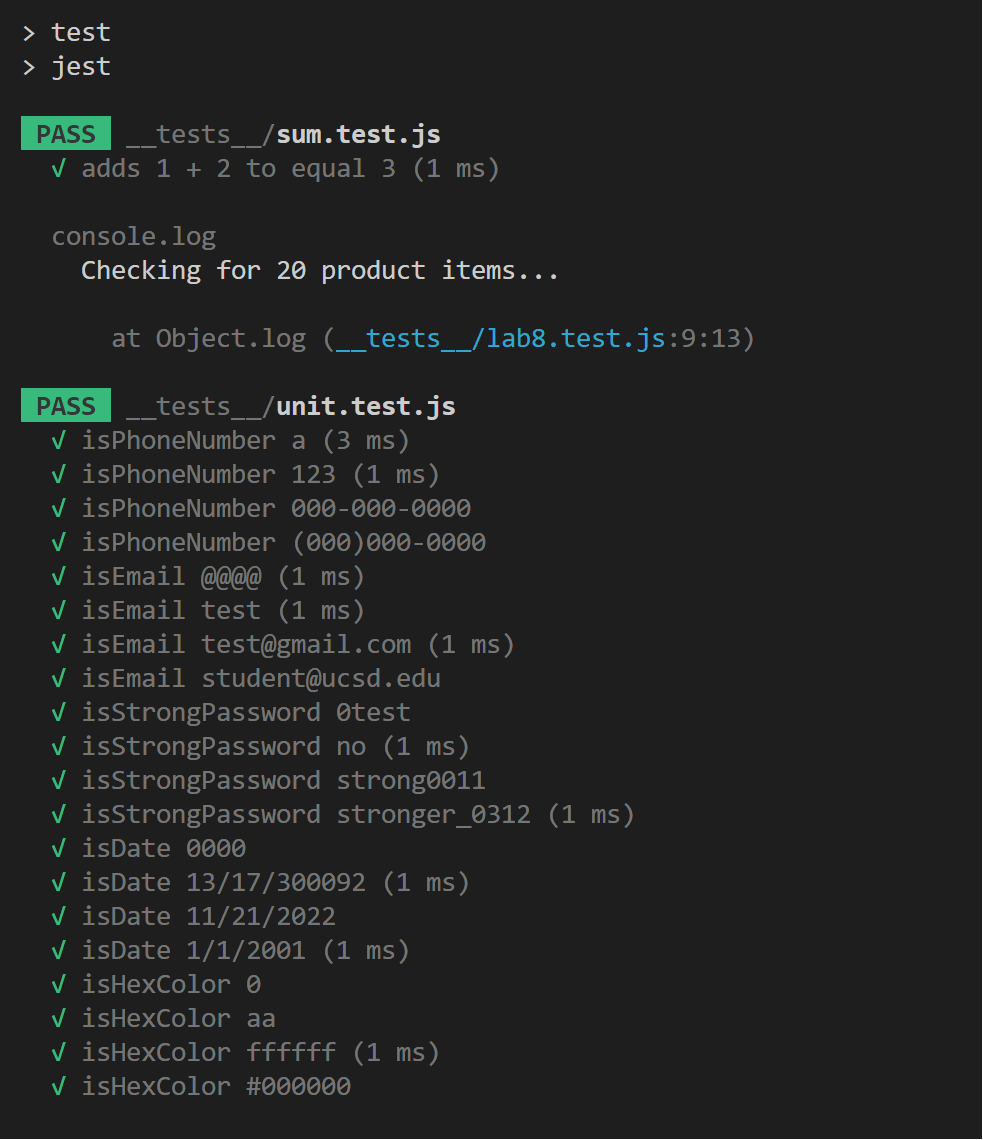 > test
> jest
PASS __tests__/sum.test.js
√ adds 1 + 2 to equal 3 (1 ms)
console.log
Checking for 20 product items...
at Object.log (__tests__/lab8.test.js:9:13)
PASS __tests__/unit.test.js
√ isPhoneNumber a (3 ms)
√ isPhoneNumber 123 (1 ms)
√ isPhoneNumber 000-000-0000
√ isPhoneNumber (000)000-0000
√ isEmail @@@@ (1 ms)
√ isEmail test (1 ms)
√ isEmail test@gmail.com (1 ms)
√ isEmail student@ucsd.edu
√ isStrongPassword 0test
√ isStrongPassword no (1 ms)
√ isStrongPassword strong0011
√ isStrongPassword stronger_0312 (1 ms)
√ isDate 0000
√ isDate 13/17/300092 (1 ms)
√ isDate 11/21/2022
√ isDate 1/1/2001 (1 ms)
√ isHexColor 0
√ isHexColor aa
√ isHexColor ffffff (1 ms)
√ isHexColor #000000